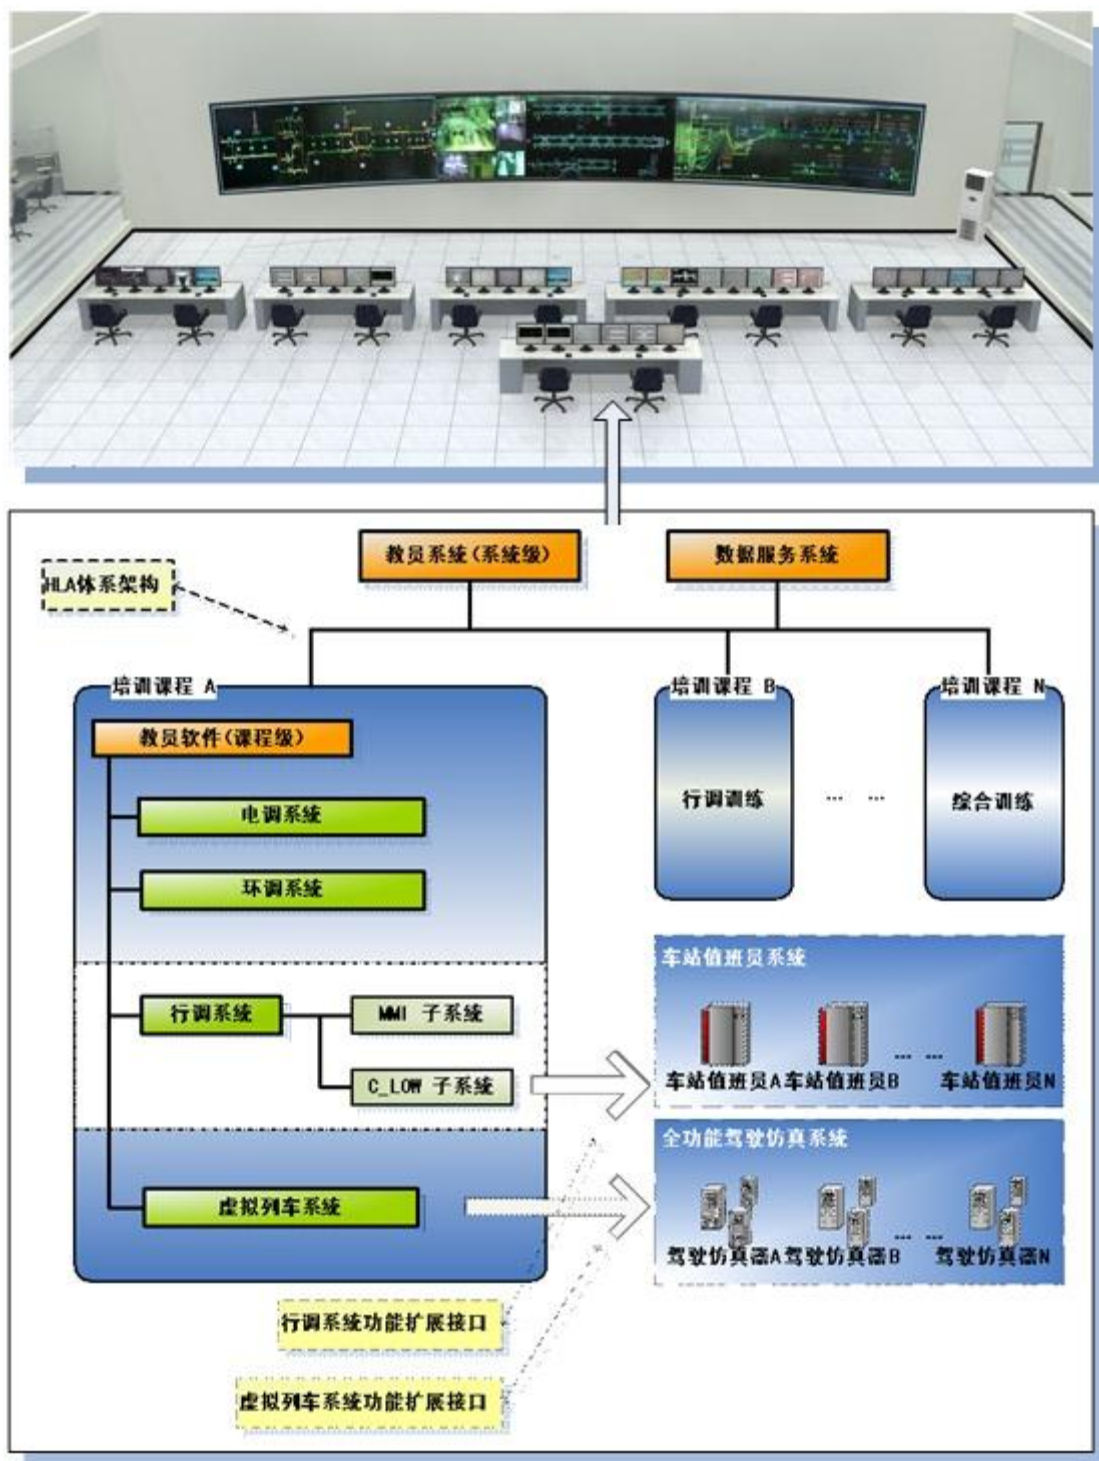 教员系统(系统级)
数据服务系统
HLA体系架构
培训课程 A
培训课程 B
培训课程 N
教员软件(课程级)
电调系统
环调系统
行调训练
... ...
综合训练
车站值班员系统
行调系统
MMI 子系统
C_LOW 子系统
车站值班员A
车站值班员B
... ...
车站值班员N
全功能驾驶仿真系统
虚拟列车系统
驾驶仿真器A
驾驶仿真器B
... ...
驾驶仿真器N
行调系统功能扩展接口
虚拟列车系统功能扩展接口